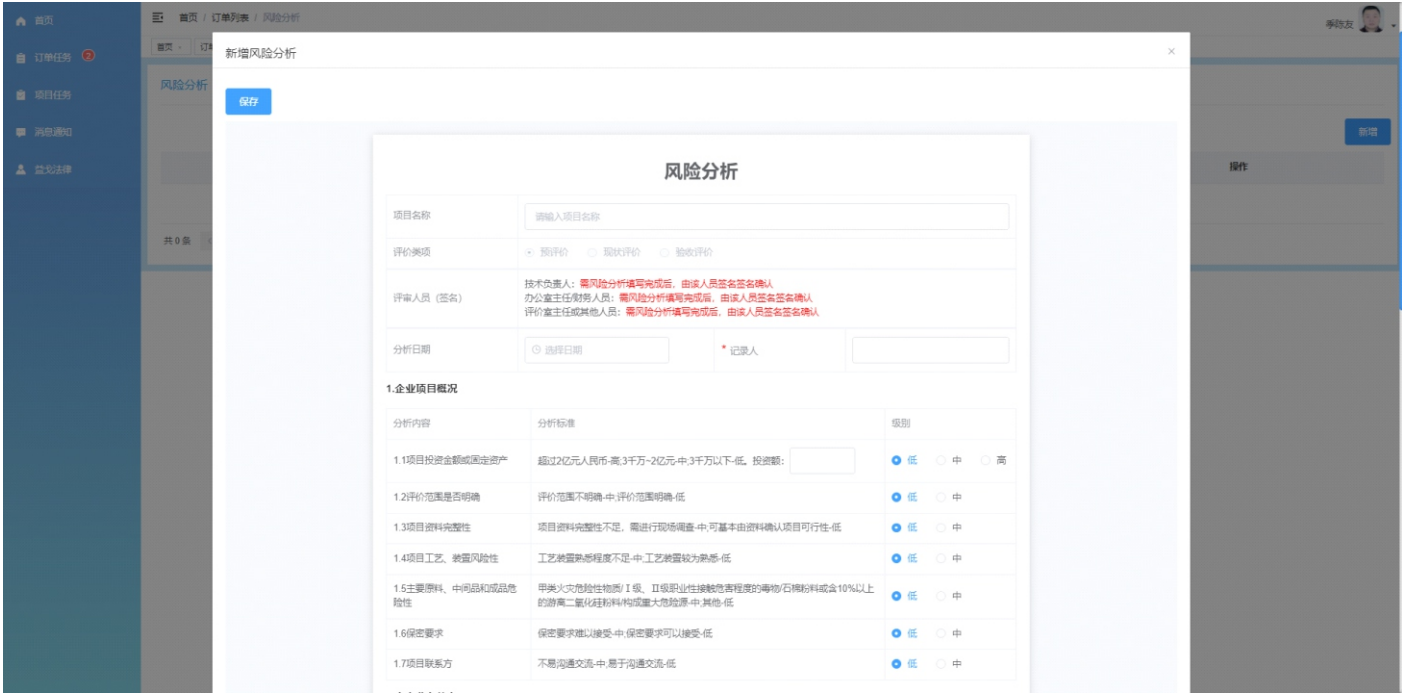 首页
订单任务 2
项目任务
消息通知
益戈法律
首页 / 订单列表 / 风险分析
季晓友
首页 订单
风险分析
新增
操作
共 0 条
新增风险分析
保存
风险分析
项目名称 请输入项目名称
评价类项 预评价 现状评价 验收评价
评审人员（签名）
技术负责人：需风险分析填写完成后，由该人员签名签名确认
办公室主任/财务人员：需风险分析填写完成后，由该人员签名签名确认
评价室主任或其他人员：需风险分析填写完成后，由该人员签名签名确认
分析日期 选择日期 * 记录人
1.企业项目概况
分析内容 分析标准 级别
1.1项目投资金额或固定资产 超过2亿元人民币-高;3千万~2亿元-中;3千万以下-低。投资额： 低 中 高
1.2评价范围是否明确 评价范围不明确-中;评价范围明确-低 低 中
1.3项目资料完整性 项目资料完整性不足，需进行现场调查-中;可基本由资料确认项目可行性-低 低 中
1.4项目工艺、装置风险性 工艺装置熟悉程度不足-中;工艺装置较为熟悉-低 低 中
1.5主要原料、中间品和成品危险性 甲类火灾危险性物质/Ⅰ级、Ⅱ级职业性接触危害程度的毒物/石棉粉料或含10%以上的游离二氧化硅粉料/构成重大危险源-中;其他-低 低 中
1.6保密要求 保密要求难以接受-中;保密要求可以接受-低 低 中
1.7项目联系方 不易沟通交流-中;易于沟通交流-低 低 中